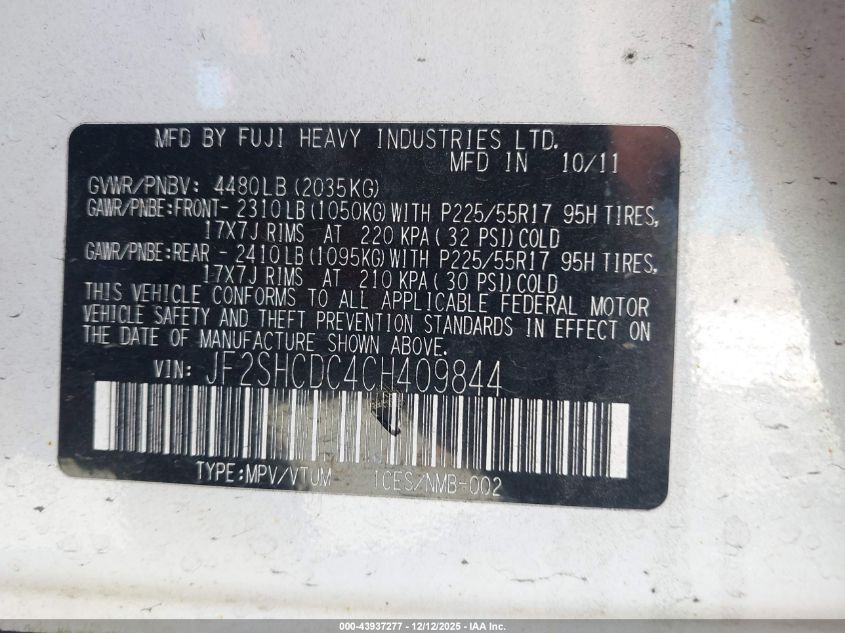 MFD BY FUJI HEAVY INDUSTRIES LTD.
MFD IN 10/11
GVWR/PNBV: 4480LB (2035KG)
GAWR/PNBE:FRONT- 2310LB (1050KG) WITH P225/55R17 95H TIRES,
17X7J RIMS AT 220 KPA ( 32 PSI) COLD
GAWR/PNBE:REAR - 2410LB (1095KG) WITH P225/55R17 95H TIRES,
17X7J RIMS AT 210 KPA ( 30 PSI) COLD
THIS VEHICLE CONFORMS TO ALL APPLICABLE FEDERAL MOTOR
VEHICLE SAFETY AND THEFT PREVENTION STANDARDS IN EFFECT ON
THE DATE OF MANUFACTURE SHOWN ABOVE.
VIN: JF2SHCDC4CH409844
TYPE:MPV/VTUM 1CES/NMB-002
000-43937277 - 12/12/2025 - IAA Inc.